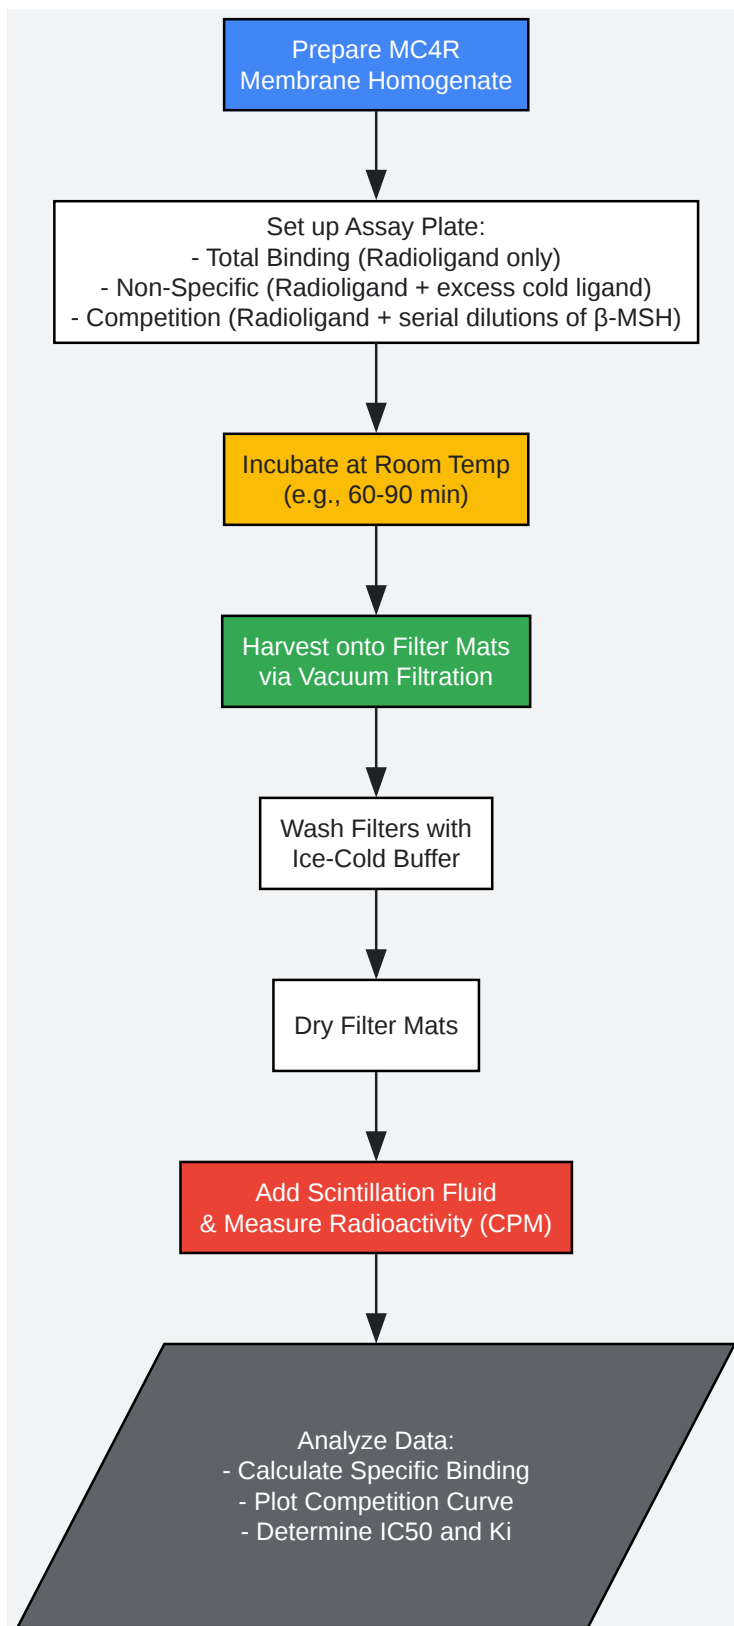 Prepare MC4R
Membrane Homogenate
Set up Assay Plate:
- Total Binding (Radioligand only)
- Non-Specific (Radioligand + excess cold ligand)
- Competition (Radioligand + serial dilutions of β-MSH)
Incubate at Room Temp
(e.g., 60-90 min)
Harvest onto Filter Mats
via Vacuum Filtration
Wash Filters with
Ice-Cold Buffer
Dry Filter Mats
Add Scintillation Fluid
& Measure Radioactivity (CPM)
Analyze Data:
- Calculate Specific Binding
- Plot Competition Curve
- Determine IC50 and Ki